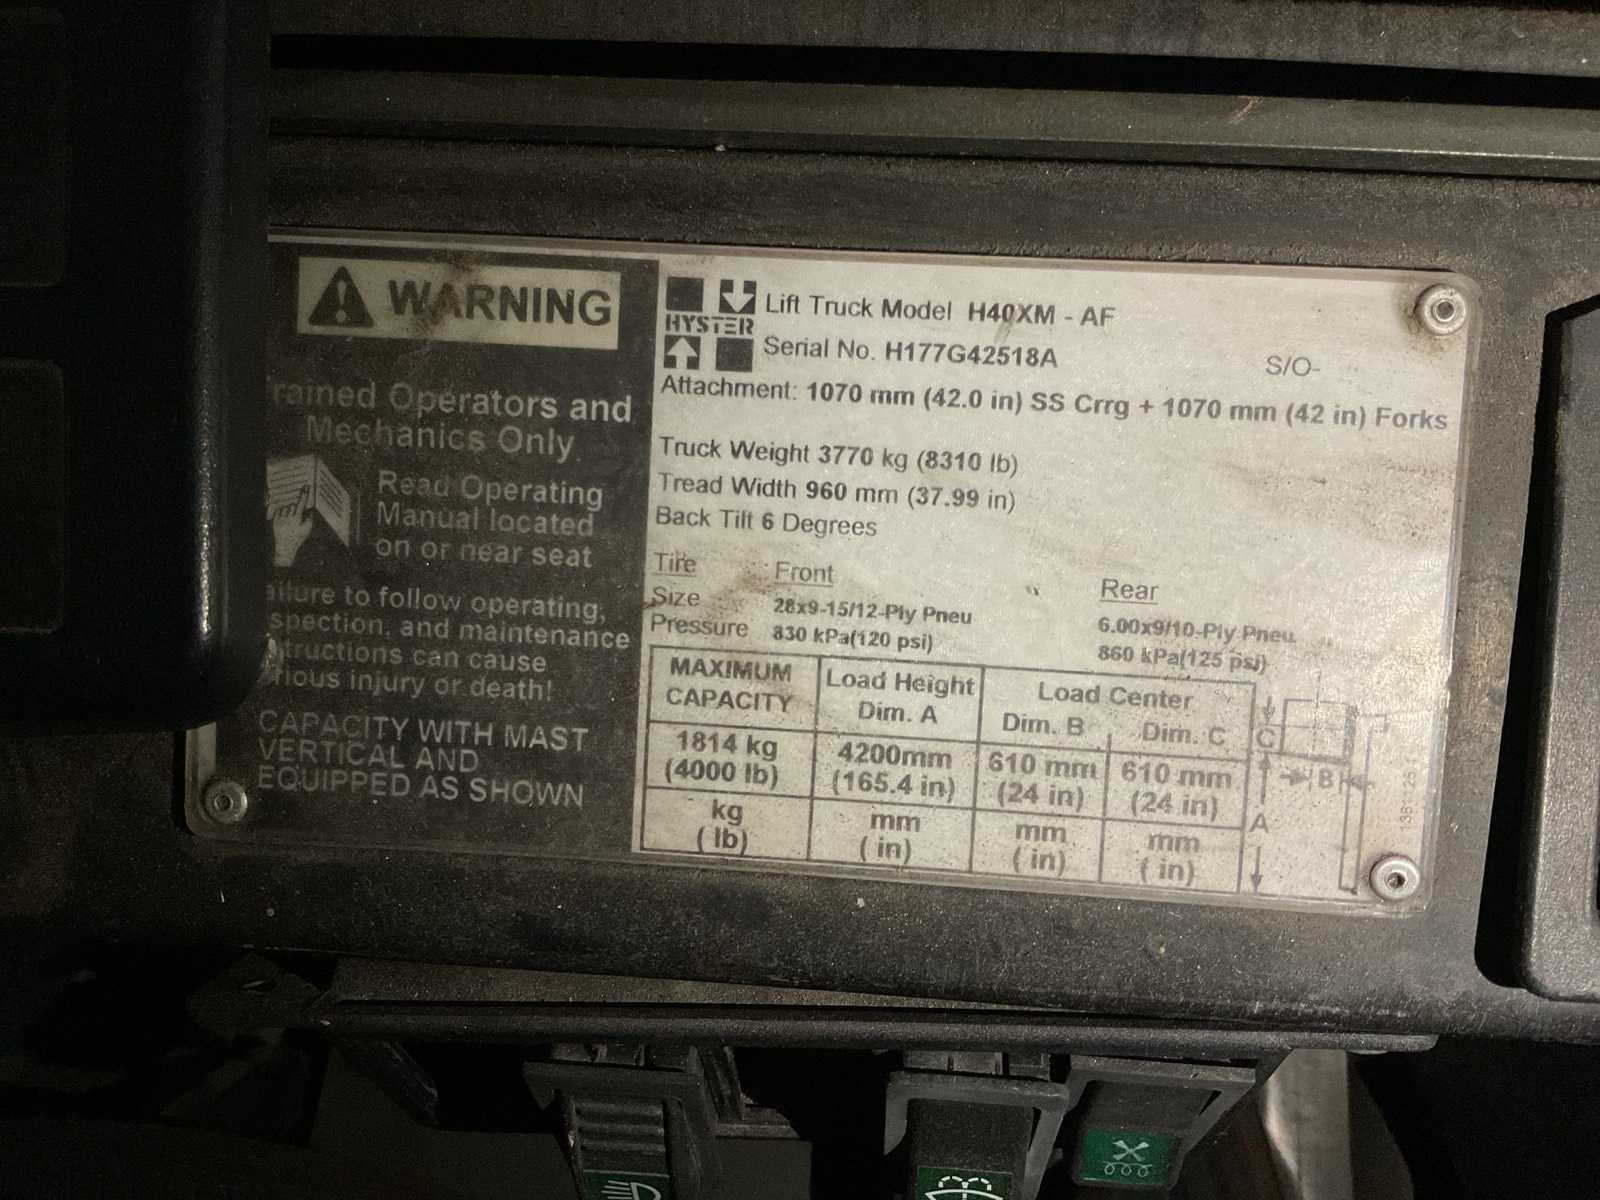 WARNING
rained Operators and
Mechanics Only.
Read Operating
Manual located
on or near seat
ailure to follow operating,
spection, and maintenance
tructions can cause
rious injury or death!
CAPACITY WITH MAST
VERTICAL AND
EQUIPPED AS SHOWN
HYSTER
Lift Truck Model H40XM - AF
Serial No. H177G42518A S/O-
Attachment: 1070 mm (42.0 in) SS Crrg + 1070 mm (42 in) Forks
Truck Weight 3770 kg (8310 lb)
Tread Width 960 mm (37.99 in)
Back Tilt 6 Degrees
Tire Front Rear
Size 28x9-15/12-Ply Pneu 6.00x9/10-Ply Pneu
Pressure 830 kPa(120 psi) 860 kPa(125 psi)
MAXIMUM CAPACITY Load Height Dim. A Load Center Dim. B Dim. C
1814 kg 4200mm 610 mm 610 mm
(4000 lb) (165.4 in) (24 in) (24 in)
kg mm mm mm
( lb) ( in) ( in) ( in)
C
B
A